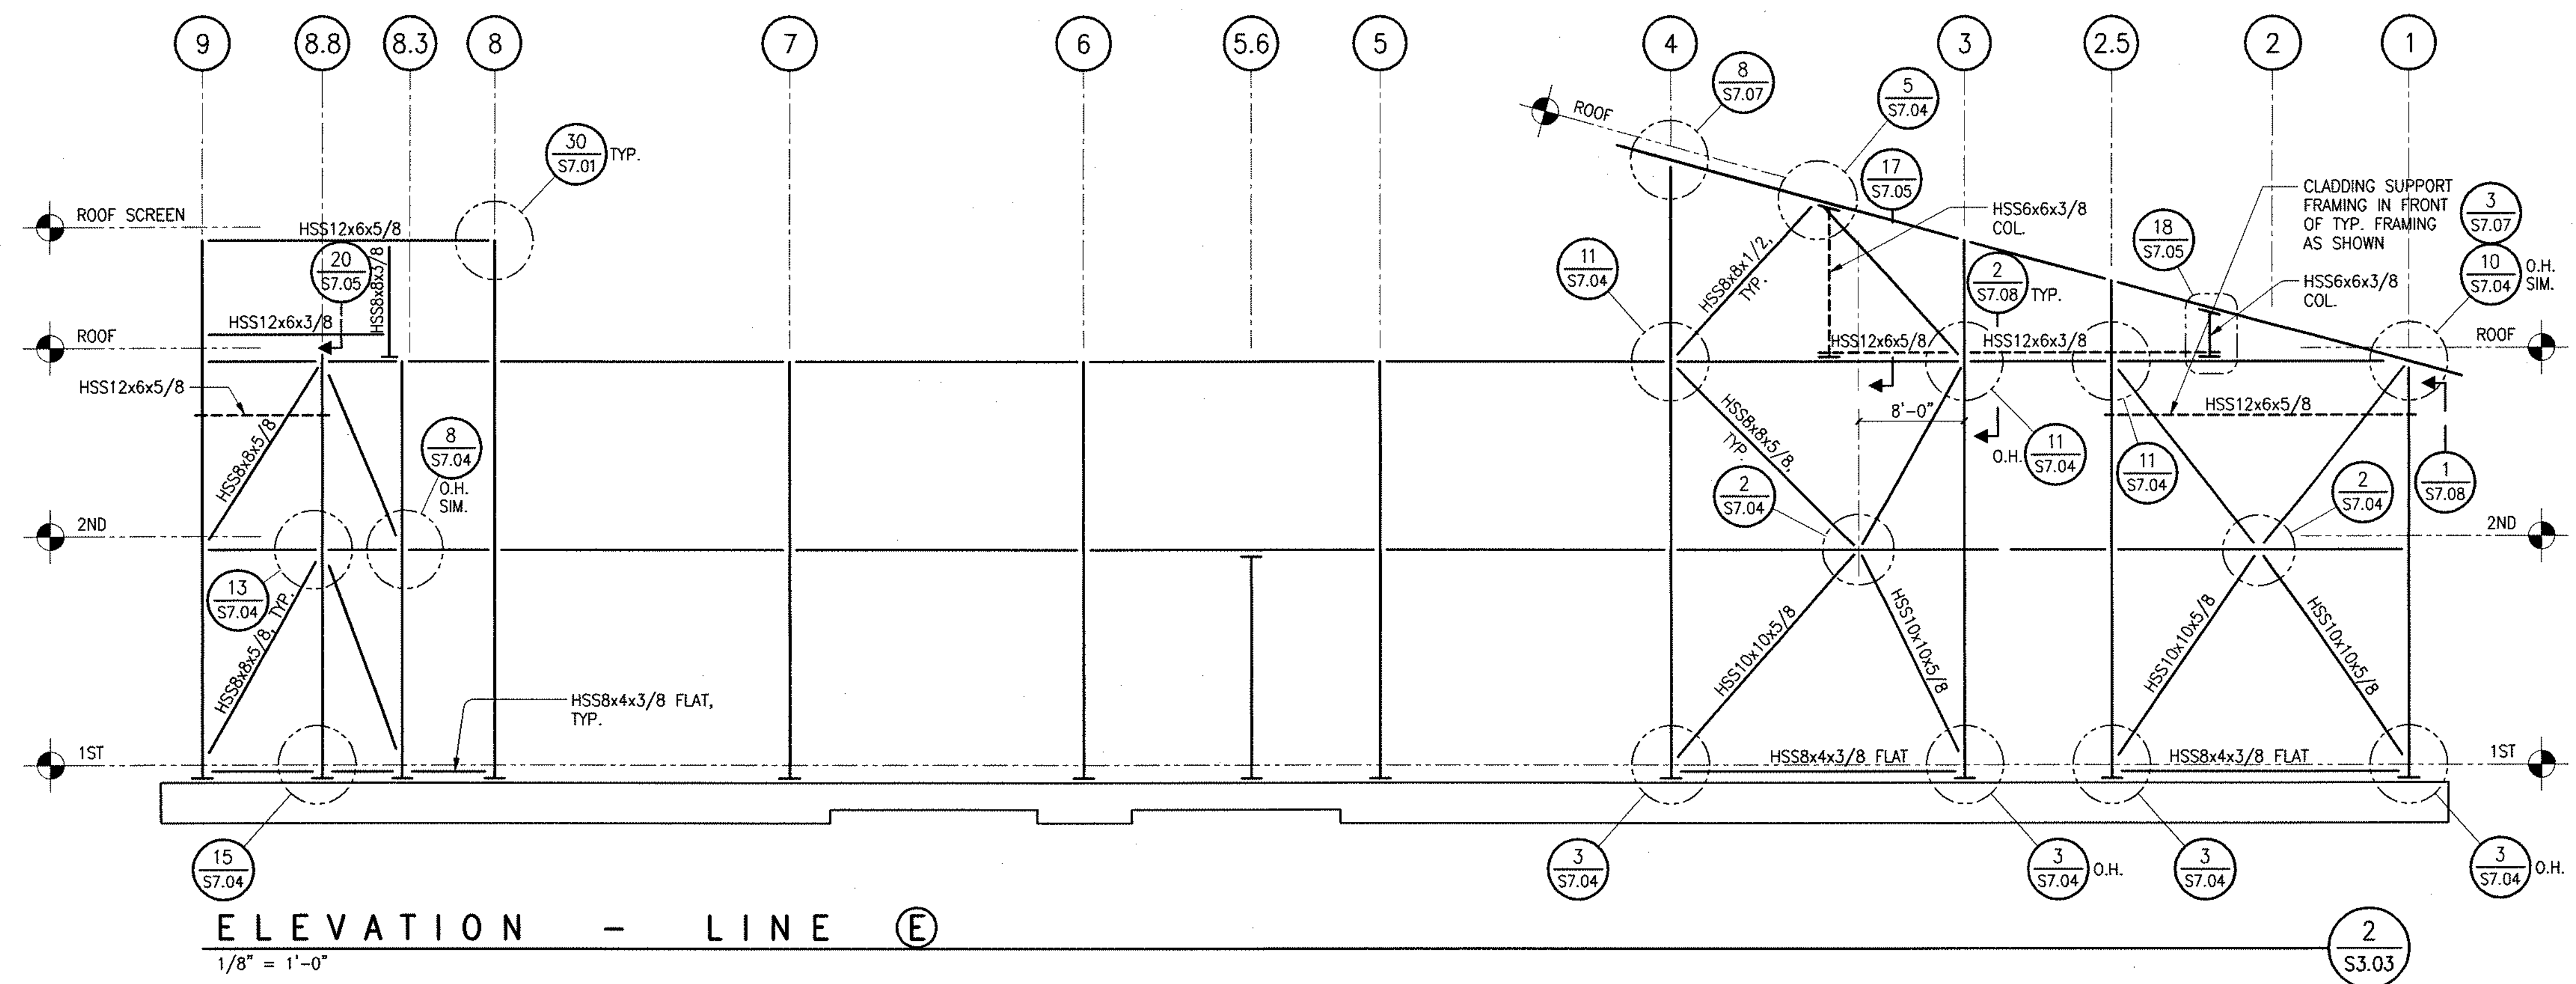 9 8.8 8.3 8 7 6 5.6 5 4 3 2.5 2 1
8
S7.07
5
S7.04
ROOF
30
S7.01
TYP.
17
S7.05
CLADDING SUPPORT
FRAMING IN FRONT
OF TYP. FRAMING
AS SHOWN
3
S7.07
ROOF SCREEN
HSS12x6x5/8
HSS6x6x3/8
COL.
18
S7.05
20
S7.05
HSS8x8x3/8
11
S7.04
HSS8x8x1/2,
TYP.
2
S7.08
TYP.
10
S7.04
O.H.
SIM.
HSS6x6x3/8
COL.
HSS12x6x3/8
ROOF
HSS12x6x5/8
HSS12x6x3/8
ROOF
HSS12x6x5/8
HSS8x8x5/8
8
S7.04
O.H.
SIM.
HSS8x8x5/8,
TYP.
8'-0"
HSS12x6x5/8
O.H.
11
S7.04
11
S7.04
1
S7.08
2
S7.04
2
S7.04
2ND
2ND
13
S7.04
HSS8x8x5/8, TYP.
HSS10x10x5/8
HSS10x10x5/8
HSS10x10x5/8
HSS10x10x5/8
HSS8x4x3/8 FLAT,
TYP.
1ST
HSS8x4x3/8 FLAT
HSS8x4x3/8 FLAT
1ST
15
S7.04
3
S7.04
3
S7.04
O.H.
3
S7.04
3
S7.04
O.H.
ELEVATION - LINE E
1/8" = 1'-0"
2
S3.03